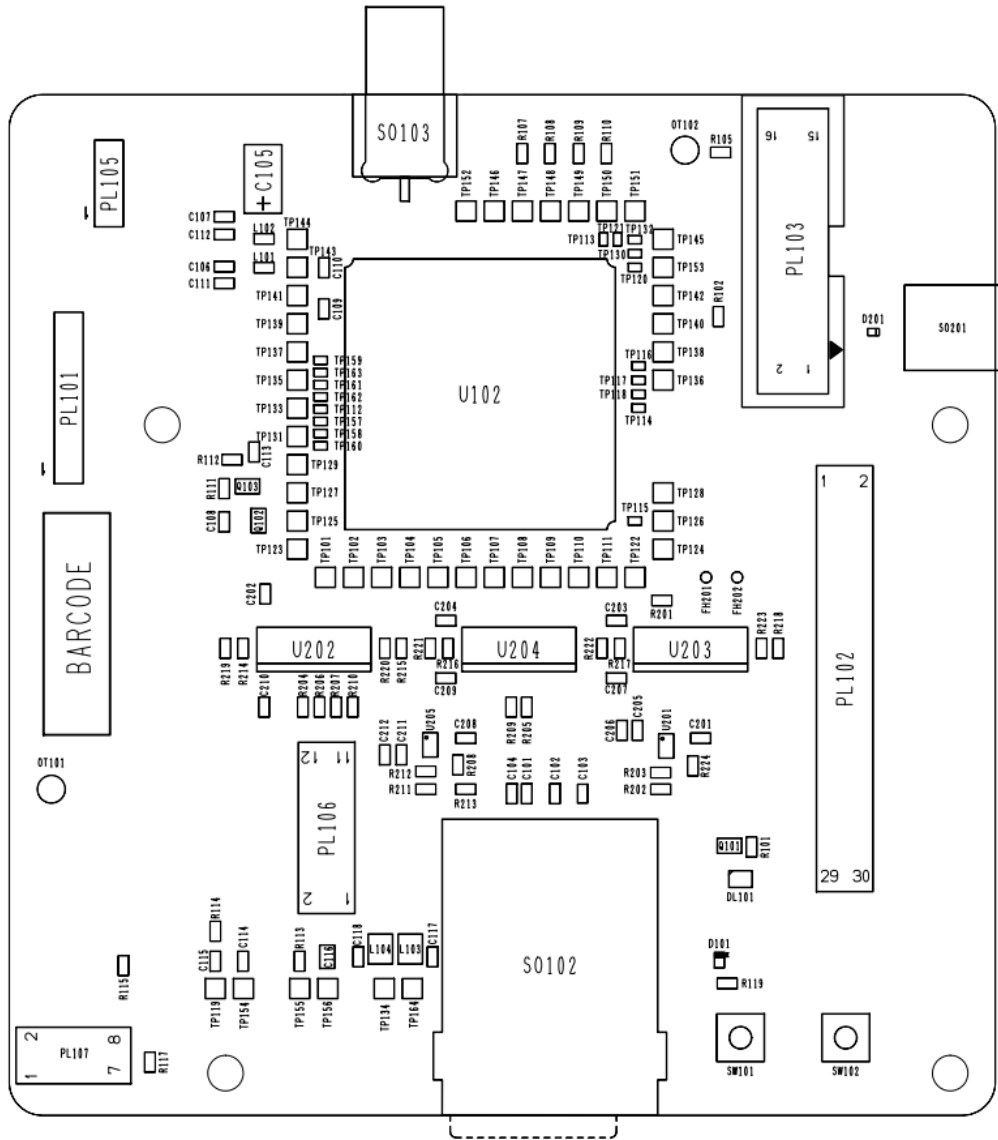 SO103
OT102
R105
R107
R108
R109
R110
16
15
PL103
2
1
PL105
+C105
TP152
TP146
TP147
TP148
TP149
TP150
TP151
C107
C112
L102
TP144
C106
C111
L101
TP143
C110
C109
TP113
TP121
TP132
TP130
TP120
TP145
TP153
TP142
TP140
TP138
TP136
R102
D201
SO201
TP141
TP139
TP137
TP135
TP133
TP131
TP129
TP127
TP125
TP123
TP159
TP163
TP161
TP162
TP112
TP157
TP158
TP160
U102
TP116
TP117
TP118
TP114
TP115
TP128
TP126
TP124
PL101
R112
C113
R111
Q103
C108
Q102
1
2
PL102
29
30
BARCODE
TP101
TP102
TP103
TP104
TP105
TP106
TP107
TP108
TP109
TP110
TP111
TP122
C202
C204
C203
R201
FH201
FH202
R219
R214
U202
R220
R215
R221
R216
U204
R222
R217
U203
R223
R218
C209
C207
C210
R204
R206
R207
R210
R209
R205
OT101
12
11
PL106
2
1
C212
C211
U205
C208
R212
R211
R208
R213
C206
C205
U201
C201
R203
R202
R224
C104
C101
C102
C103
Q101
R101
DL101
R114
C115
C114
R113
C116
C118
L104
L103
C117
SO102
D101
R119
R115
TP119
TP154
TP155
TP156
TP134
TP164
2
8
PL107
1
7
R117
SW101
SW102